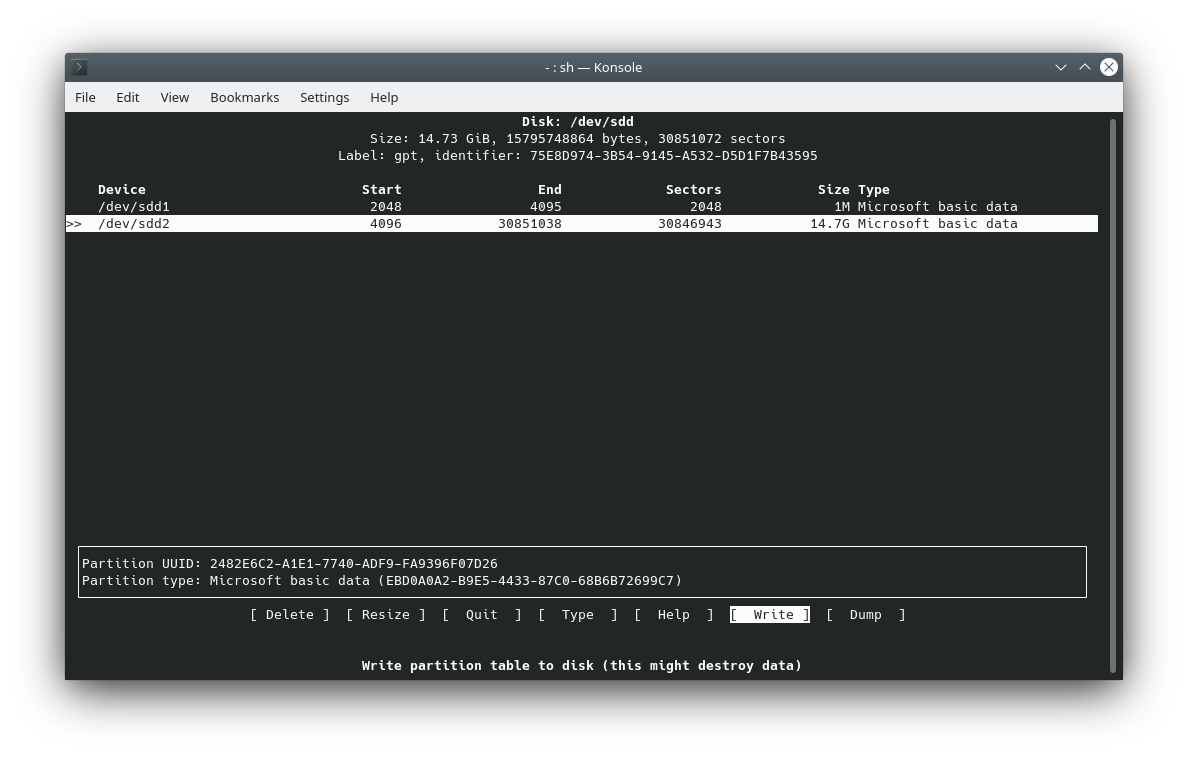 - : sh — Konsole
File Edit View Bookmarks Settings Help
Disk: /dev/sdd
Size: 14.73 GiB, 15795748864 bytes, 30851072 sectors
Label: gpt, identifier: 75E8D974-3B54-9145-A532-D5D1F7B43595
Device Start End Sectors Size Type
/dev/sdd1 2048 4095 2048 1M Microsoft basic data
>> /dev/sdd2 4096 30851038 30846943 14.7G Microsoft basic data
Partition UUID: 2482E6C2-A1E1-7740-ADF9-FA9396F07D26
Partition type: Microsoft basic data (EBD0A0A2-B9E5-4433-87C0-68B6B72699C7)
[ Delete ] [ Resize ] [ Quit ] [ Type ] [ Help ] [ Write ] [ Dump ]
Write partition table to disk (this might destroy data)